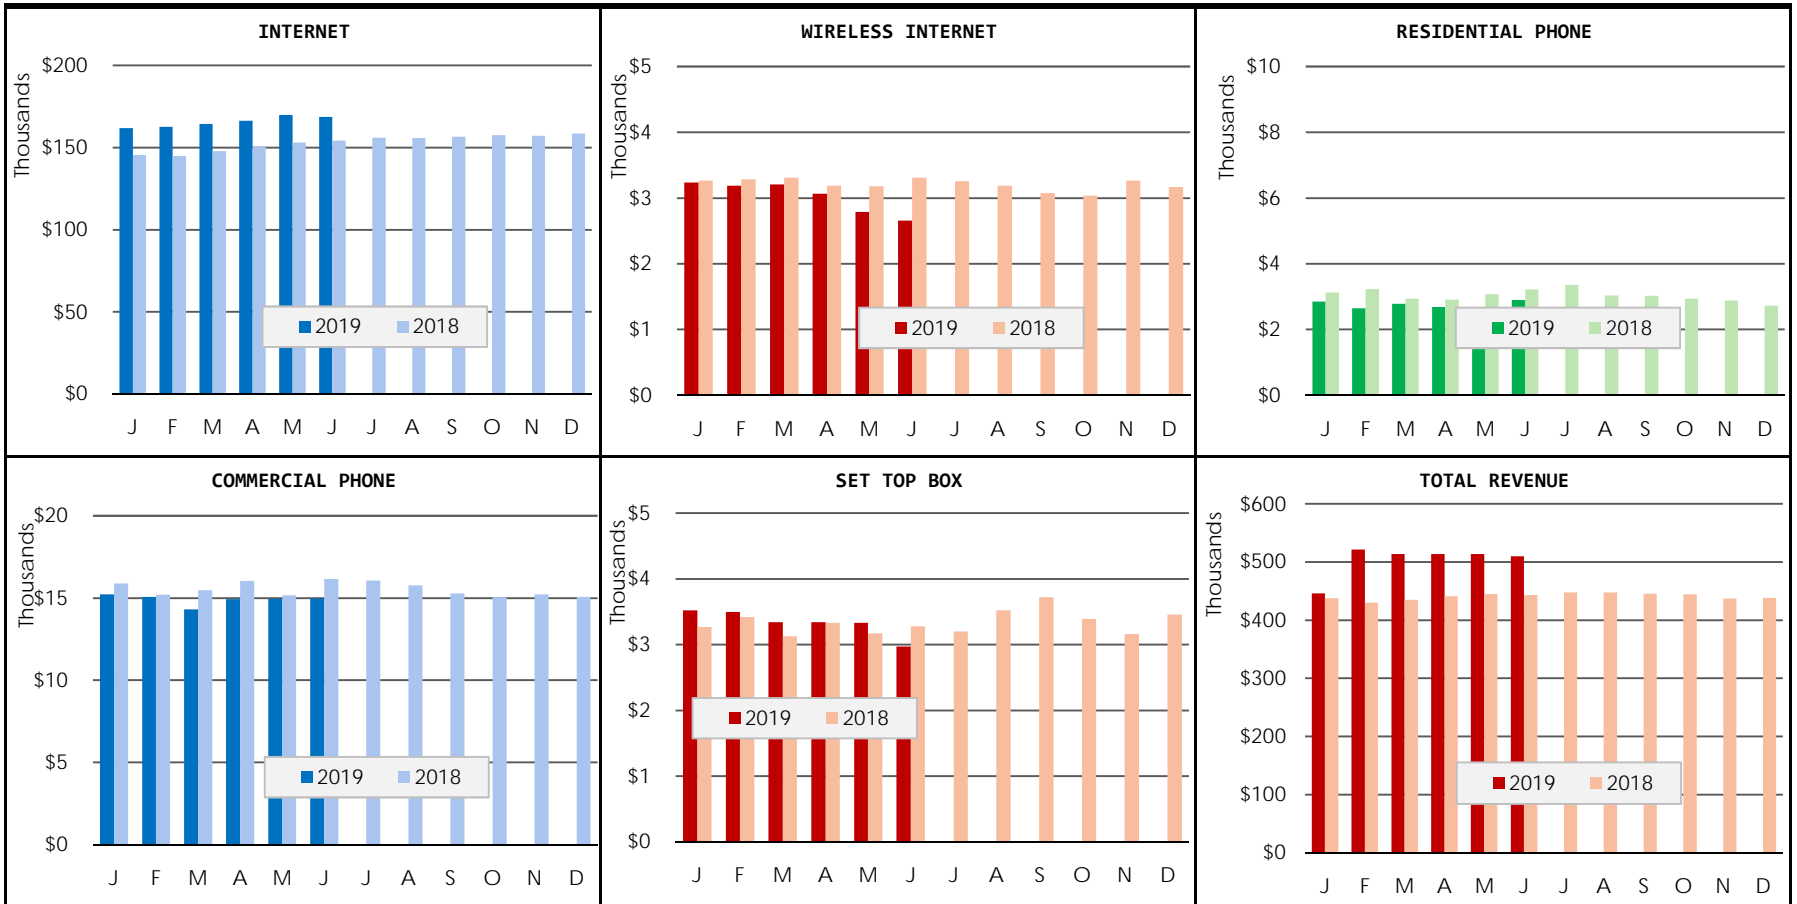 INTERNET
Thousands
$200
$150
$100
$50
$0
2019 2018
J F M A M J J A S O N D
WIRELESS INTERNET
Thousands
$5
$4
$3
$2
$1
$0
2019 2018
J F M A M J J A S O N D
RESIDENTIAL PHONE
Thousands
$10
$8
$6
$4
$2
$0
2019 2018
J F M A M J J A S O N D
COMMERCIAL PHONE
Thousands
$20
$15
$10
$5
$0
2019 2018
J F M A M J J A S O N D
SET TOP BOX
Thousands
$5
$4
$3
$2
$1
$0
2019 2018
J F M A M J J A S O N D
TOTAL REVENUE
Thousands
$600
$500
$400
$300
$200
$100
$0
2019 2018
J F M A M J J A S O N D